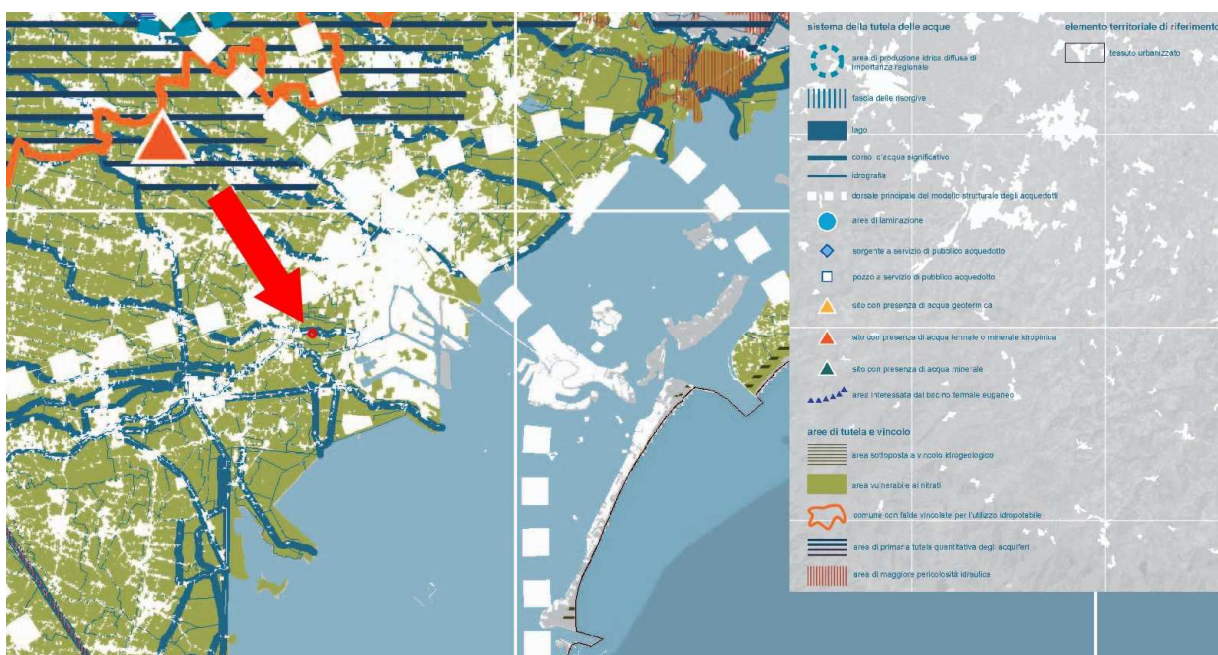 sistema della tutela delle acque
area di produzione idrica diffusa di
importanza regionale
fascia delle risorgive
lago
corso d'acqua significativo
idrografia
dorsale principale del modello strutturale degli acquedotti
area di laminazione
sorgente a servizio di pubblico acquedotto
pozzo a servizio di pubblico acquedotto
sito con presenza di acqua geotermica
sito con presenza di acqua termale o minerale idropinica
sito con presenza di acqua minerale
area interessata dal bacino termale euganeo
aree di tutela e vincolo
area sottoposta a vincolo idrogeologico
area vulnerabile ai nitrati
comune con falde vincolate per l'utilizzo idropotabile
area di primaria tutela quantitativa degli acquiferi
area di maggiore pericolosità idraulica
elemento territoriale di riferimento
tessuto urbanizzato